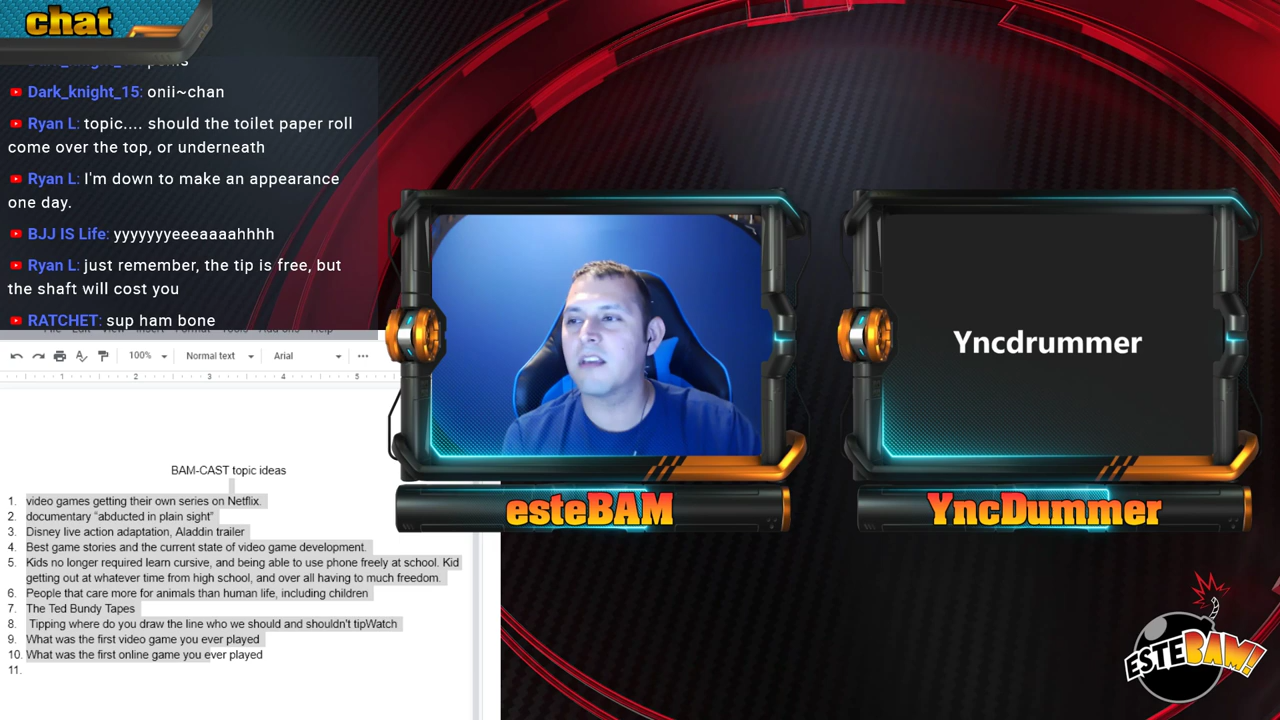 chat
Dark_knight_15: onii~chan
Ryan L: topic.... should the toilet paper roll
come over the top, or underneath
Ryan L: I'm down to make an appearance
one day.
BJJ IS Life: yyyyyyyeeeaaaahhhh
Ryan L: just remember, the tip is free, but
the shaft will cost you
RATCHET: sup ham bone
100%
Normal text
Arial
1 2 3 4 5
BAM-CAST topic ideas
1. video games getting their own series on Netflix.
2. documentary “abducted in plain sight”
3. Disney live action adaptation, Aladdin trailer
4. Best game stories and the current state of video game development.
5. Kids no longer required learn cursive, and being able to use phone freely at school. Kid
getting out at whatever time from high school, and over all having to much freedom.
6. People that care more for animals than human life, including children
7. The Ted Bundy Tapes
8. Tipping where do you draw the line who we should and shouldn't tipWatch
9. What was the first video game you ever played
10. What was the first online game you ever played
11.
esteBAM
Yncdrummer
YncDummer
ESTEBAM!